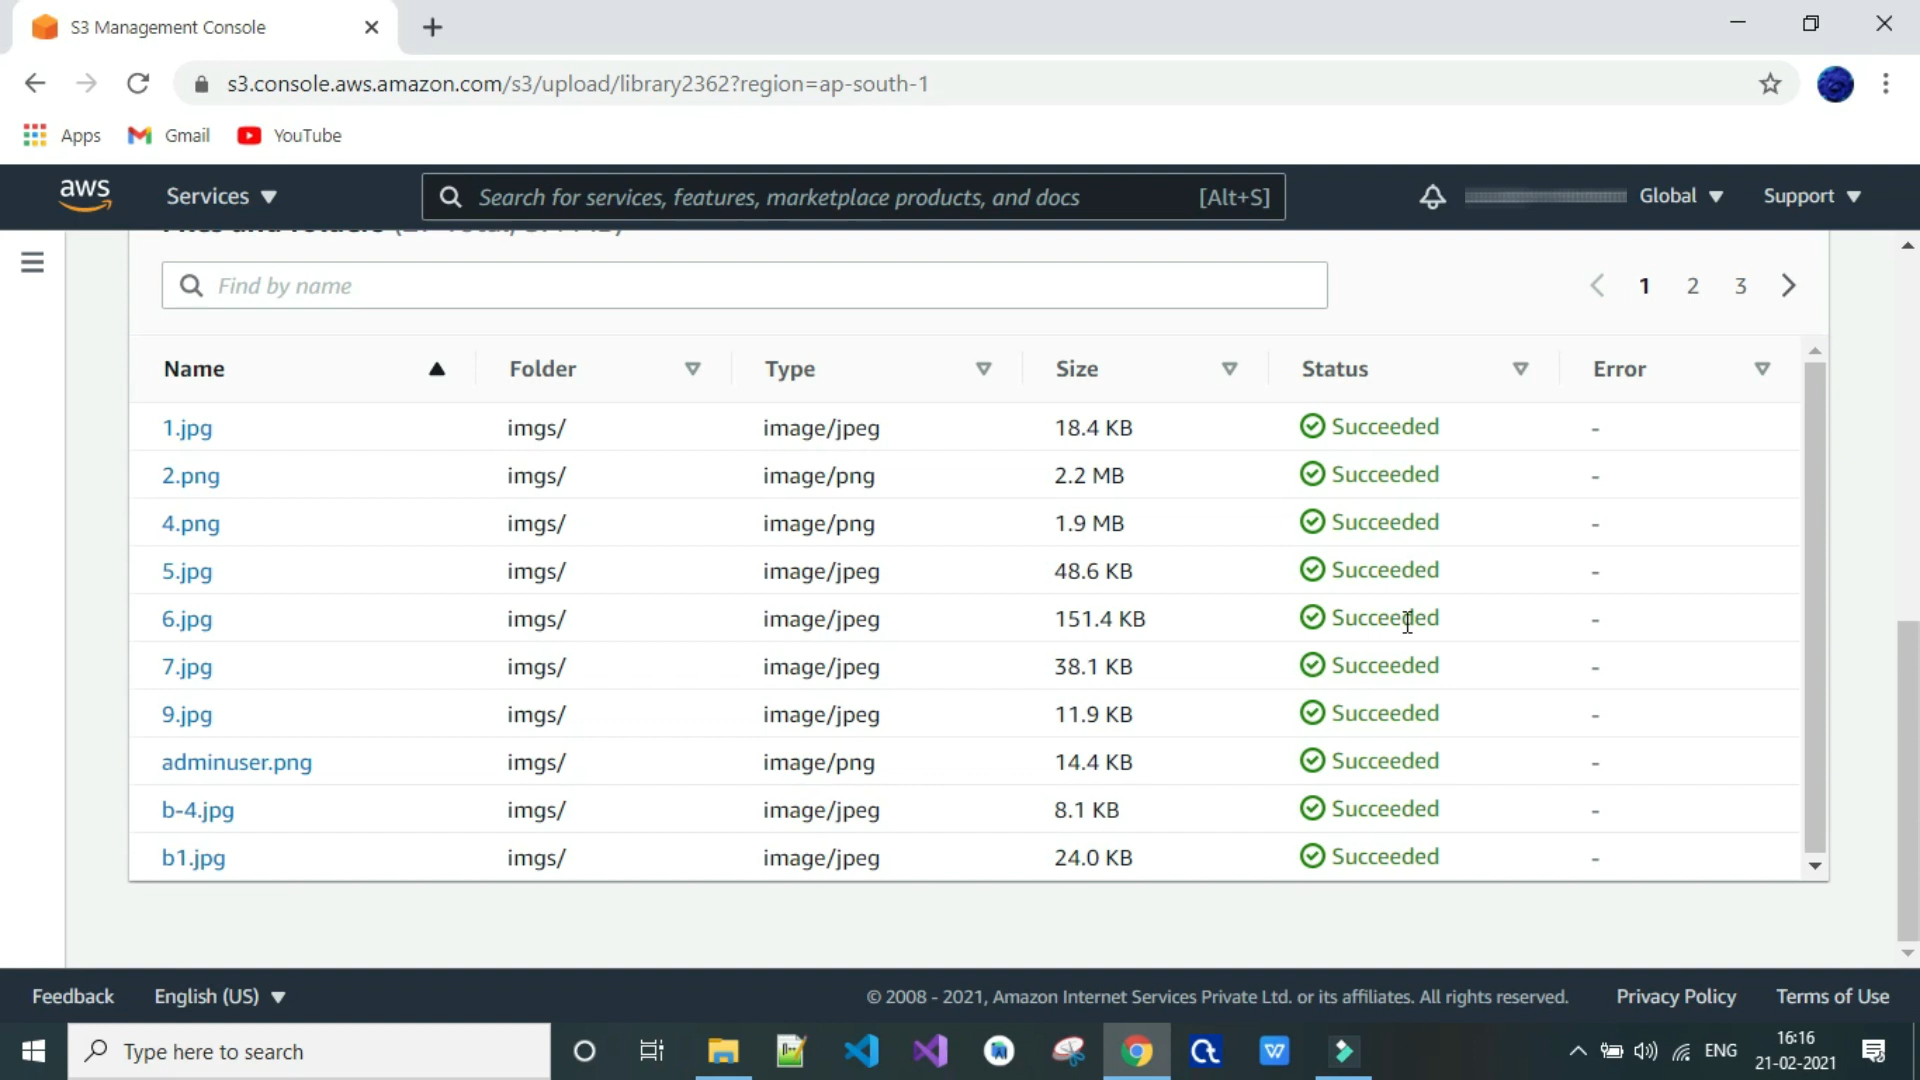 S3 Management Console
s3.console.aws.amazon.com/s3/upload/library2362?region=ap-south-1
Apps Gmail YouTube
aws Services Search for services, features, marketplace products, and docs [Alt+S] Global Support
Find by name 1 2 3
Name Folder Type Size Status Error
1.jpg imgs/ image/jpeg 18.4 KB Succeeded -
2.png imgs/ image/png 2.2 MB Succeeded -
4.png imgs/ image/png 1.9 MB Succeeded -
5.jpg imgs/ image/jpeg 48.6 KB Succeeded -
6.jpg imgs/ image/jpeg 151.4 KB Succeeded -
7.jpg imgs/ image/jpeg 38.1 KB Succeeded -
9.jpg imgs/ image/jpeg 11.9 KB Succeeded -
adminuser.png imgs/ image/png 14.4 KB Succeeded -
b-4.jpg imgs/ image/jpeg 8.1 KB Succeeded -
b1.jpg imgs/ image/jpeg 24.0 KB Succeeded -
Feedback English (US) © 2008 - 2021, Amazon Internet Services Private Ltd. or its affiliates. All rights reserved. Privacy Policy Terms of Use
Type here to search ENG 16:16
21-02-2021